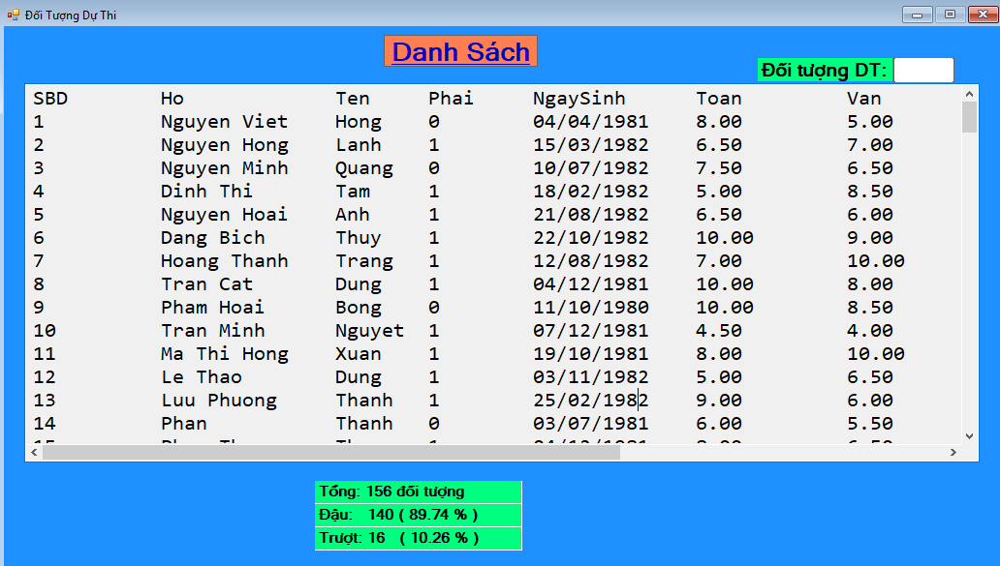 Đối Tượng Dự Thi
Danh Sách
Đối tượng DT:
SBD Ho Ten Phai NgaySinh Toan Van
1 Nguyen Viet Hong 0 04/04/1981 8.00 5.00
2 Nguyen Hong Lanh 1 15/03/1982 6.50 7.00
3 Nguyen Minh Quang 0 10/07/1982 7.50 6.50
4 Dinh Thi Tam 1 18/02/1982 5.00 8.50
5 Nguyen Hoai Anh 1 21/08/1982 6.50 6.00
6 Dang Bich Thuy 1 22/10/1982 10.00 9.00
7 Hoang Thanh Trang 1 12/08/1982 7.00 10.00
8 Tran Cat Dung 1 04/12/1981 10.00 8.00
9 Pham Hoai Bong 0 11/10/1980 10.00 8.50
10 Tran Minh Nguyet 1 07/12/1981 4.50 4.00
11 Ma Thi Hong Xuan 1 19/10/1981 8.00 10.00
12 Le Thao Dung 1 03/11/1982 5.00 6.50
13 Luu Phuong Thanh 1 25/02/1982 9.00 6.00
14 Phan Thanh 0 03/07/1981 6.00 5.50
Tổng: 156 đối tượng
Đậu: 140 ( 89.74 % )
Trượt: 16 ( 10.26 % )